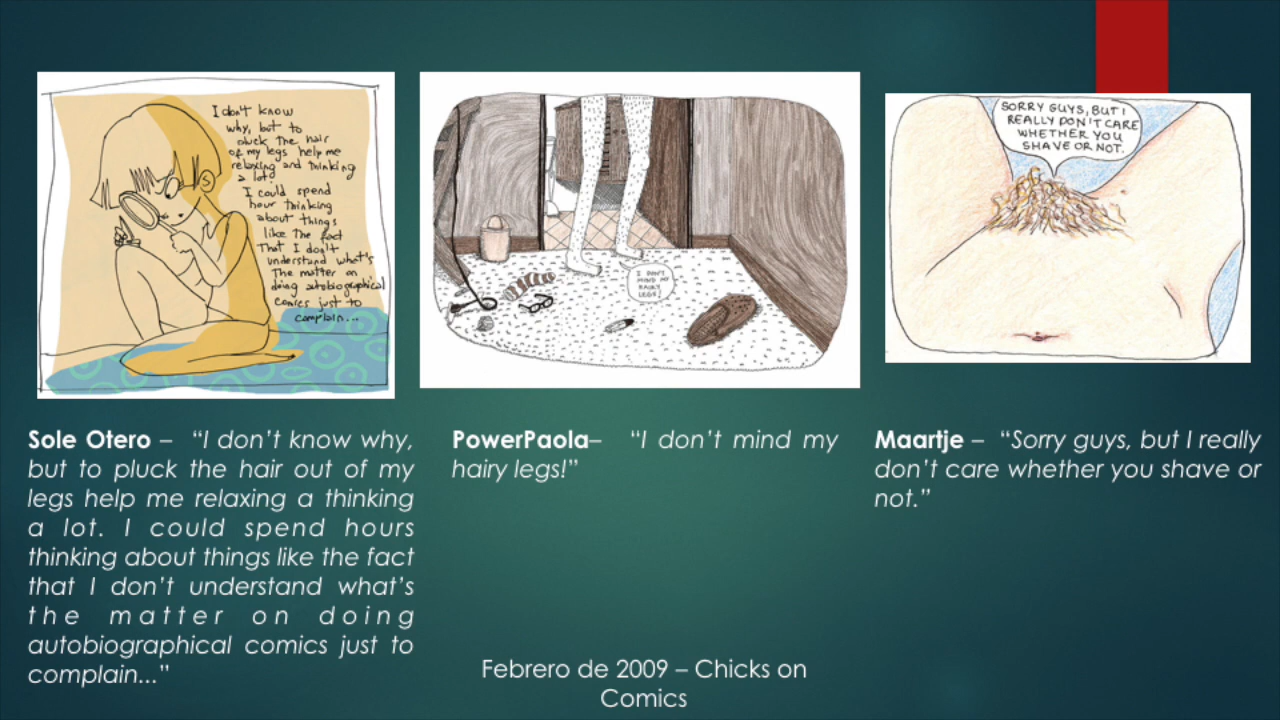 I don't know
why, but to
pluck the hair
of my legs help me
relaxing and thinking
a lot.
I could spend
hour thinking
about things
like the fact
That I don't
understand what's
The matter on
doing autobiographical
comics just to
complain...
I DON'T
MIND MY
HAIRY
LEGS!
SORRY GUYS, BUT I
REALLY DON'T CARE
WHETHER YOU
SHAVE OR NOT.
Sole Otero – “I don’t know why,
but to pluck the hair out of my
legs help me relaxing a thinking
a lot. I could spend hours
thinking about things like the fact
that I don’t understand what’s
the matter on doing
autobiographical comics just to
complain...”
PowerPaola– “I don’t mind my
hairy legs!”
Maartje – “Sorry guys, but I really
don’t care whether you shave or
not.”
Febrero de 2009 – Chicks on
Comics